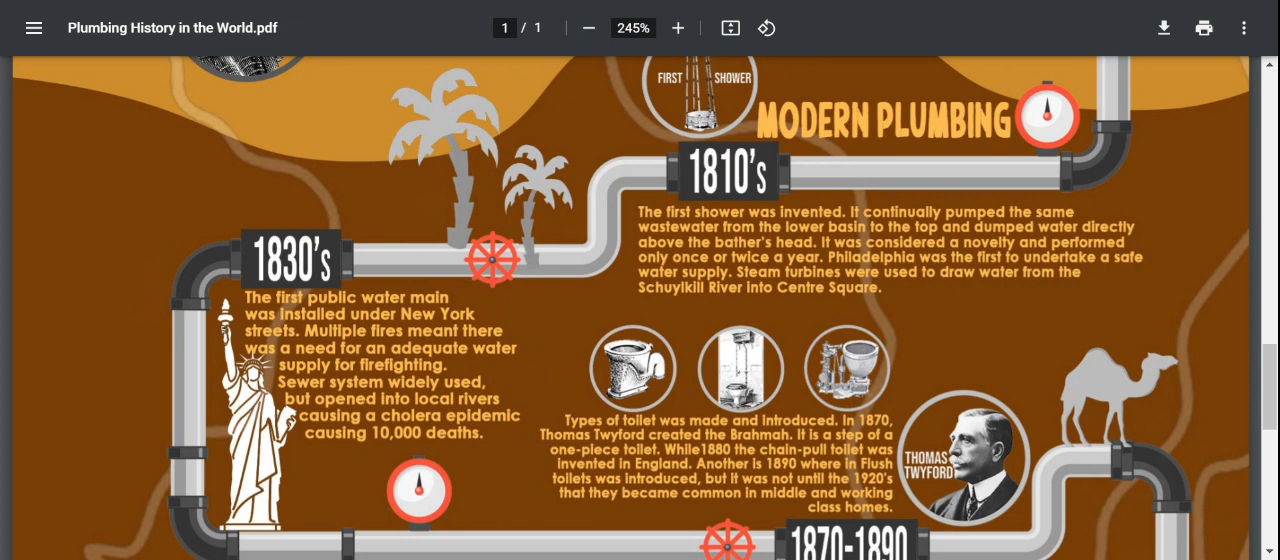 Plumbing History in the World.pdf
1 / 1
245%
FIRST SHOWER
MODERN PLUMBING
1810's
The first shower was invented. It continually pumped the same
wastewater from the lower basin to the top and dumped water directly
above the bather's head. It was considered a novelty and performed
only once or twice a year. Philadelphia was the first to undertake a safe
water supply. Steam turbines were used to draw water from the
Schuylkill River into Centre Square.
1830's
The first public water main
was installed under New York
streets. Multiple fires meant there
was a need for an adequate water
supply for firefighting.
Sewer system widely used,
but opened into local rivers
causing a cholera epidemic
causing 10,000 deaths.
Types of toilet was made and introduced. In 1870,
Thomas Twyford created the Brahmah. It is a step of a
one-piece toilet. While1880 the chain-pull toilet was
invented in England. Another is 1890 where in Flush
toilets was introduced, but it was not until the 1920's
that they became common in middle and working
class homes.
THOMAS
TWYFORD
1870-1890